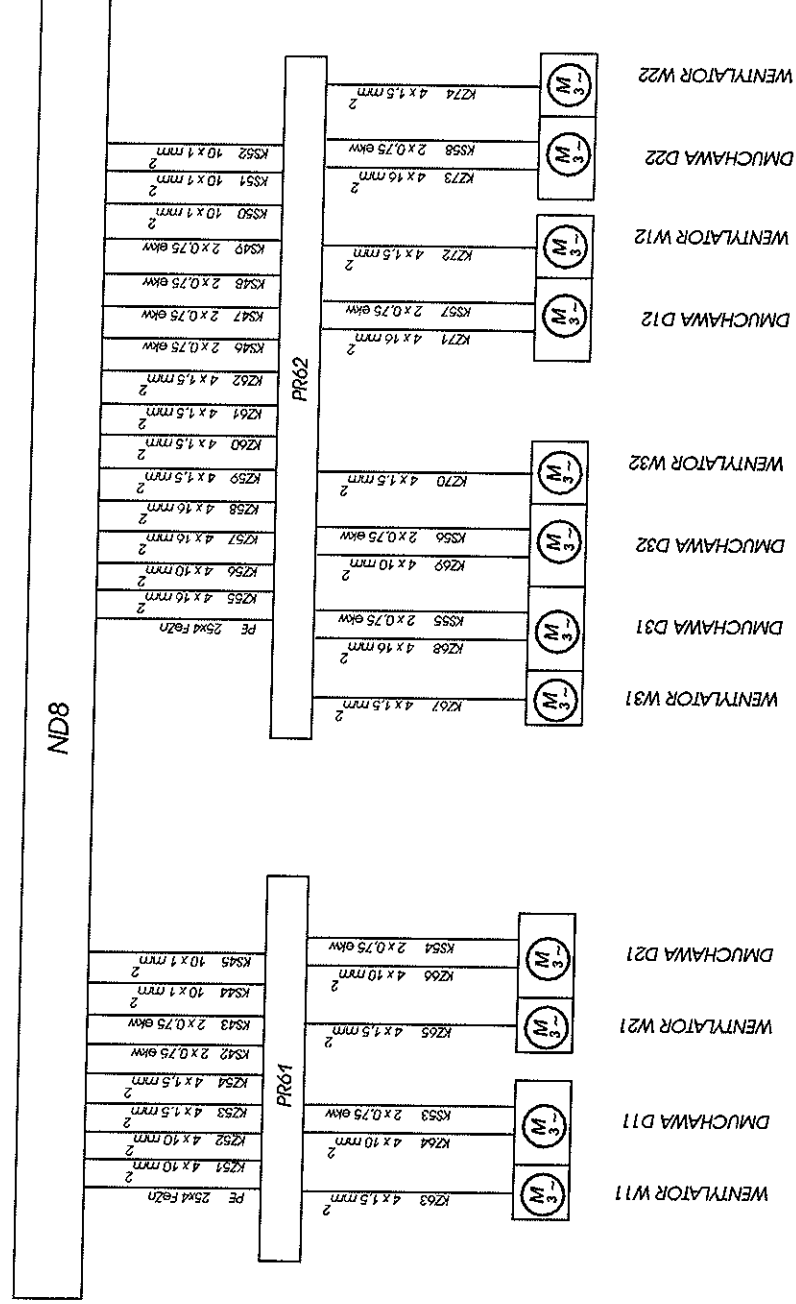 ND8
KS52 10 x 1 mm²
KS51 10 x 1 mm²
KS50 10 x 1 mm²
KS49 2 x 0,75 ekw
KS48 2 x 0,75 ekw
KS47 2 x 0,75 ekw
KS46 2 x 0,75 ekw
KZ62 4 x 1,5 mm²
KZ61 4 x 1,5 mm²
KZ60 4 x 1,5 mm²
KZ59 4 x 1,5 mm²
KZ58 4 x 16 mm²
KZ57 4 x 16 mm²
KZ56 4 x 10 mm²
KZ55 4 x 16 mm²
PE 25x4 FeZn
PR62
KZ74 4 x 1,5 mm²
M 3~
WENTYLATOR W22
KS58 2 x 0,75 ekw
KZ73 4 x 16 mm²
M 3~
DMUCHAWA D22
KZ72 4 x 1,5 mm²
M 3~
WENTYLATOR W12
KS57 2 x 0,75 ekw
KZ71 4 x 16 mm²
M 3~
DMUCHAWA D12
KZ70 4 x 1,5 mm²
M 3~
WENTYLATOR W32
KS56 2 x 0,75 ekw
KZ69 4 x 10 mm²
M 3~
DMUCHAWA D32
KS55 2 x 0,75 ekw
KZ68 4 x 16 mm²
M 3~
DMUCHAWA D31
KZ67 4 x 1,5 mm²
M 3~
WENTYLATOR W31
KS45 10 x 1 mm²
KS44 10 x 1 mm²
KS43 2 x 0,75 ekw
KS42 2 x 0,75 ekw
KZ54 4 x 1,5 mm²
KZ53 4 x 1,5 mm²
KZ52 4 x 10 mm²
KZ51 4 x 10 mm²
PE 25x4 FeZn
PR61
KS54 2 x 0,75 ekw
KZ66 4 x 10 mm²
M 3~
DMUCHAWA D21
KZ65 4 x 1,5 mm²
M 3~
WENTYLATOR W21
KS53 2 x 0,75 ekw
KZ64 4 x 10 mm²
M 3~
DMUCHAWA D11
KZ63 4 x 1,5 mm²
M 3~
WENTYLATOR W11